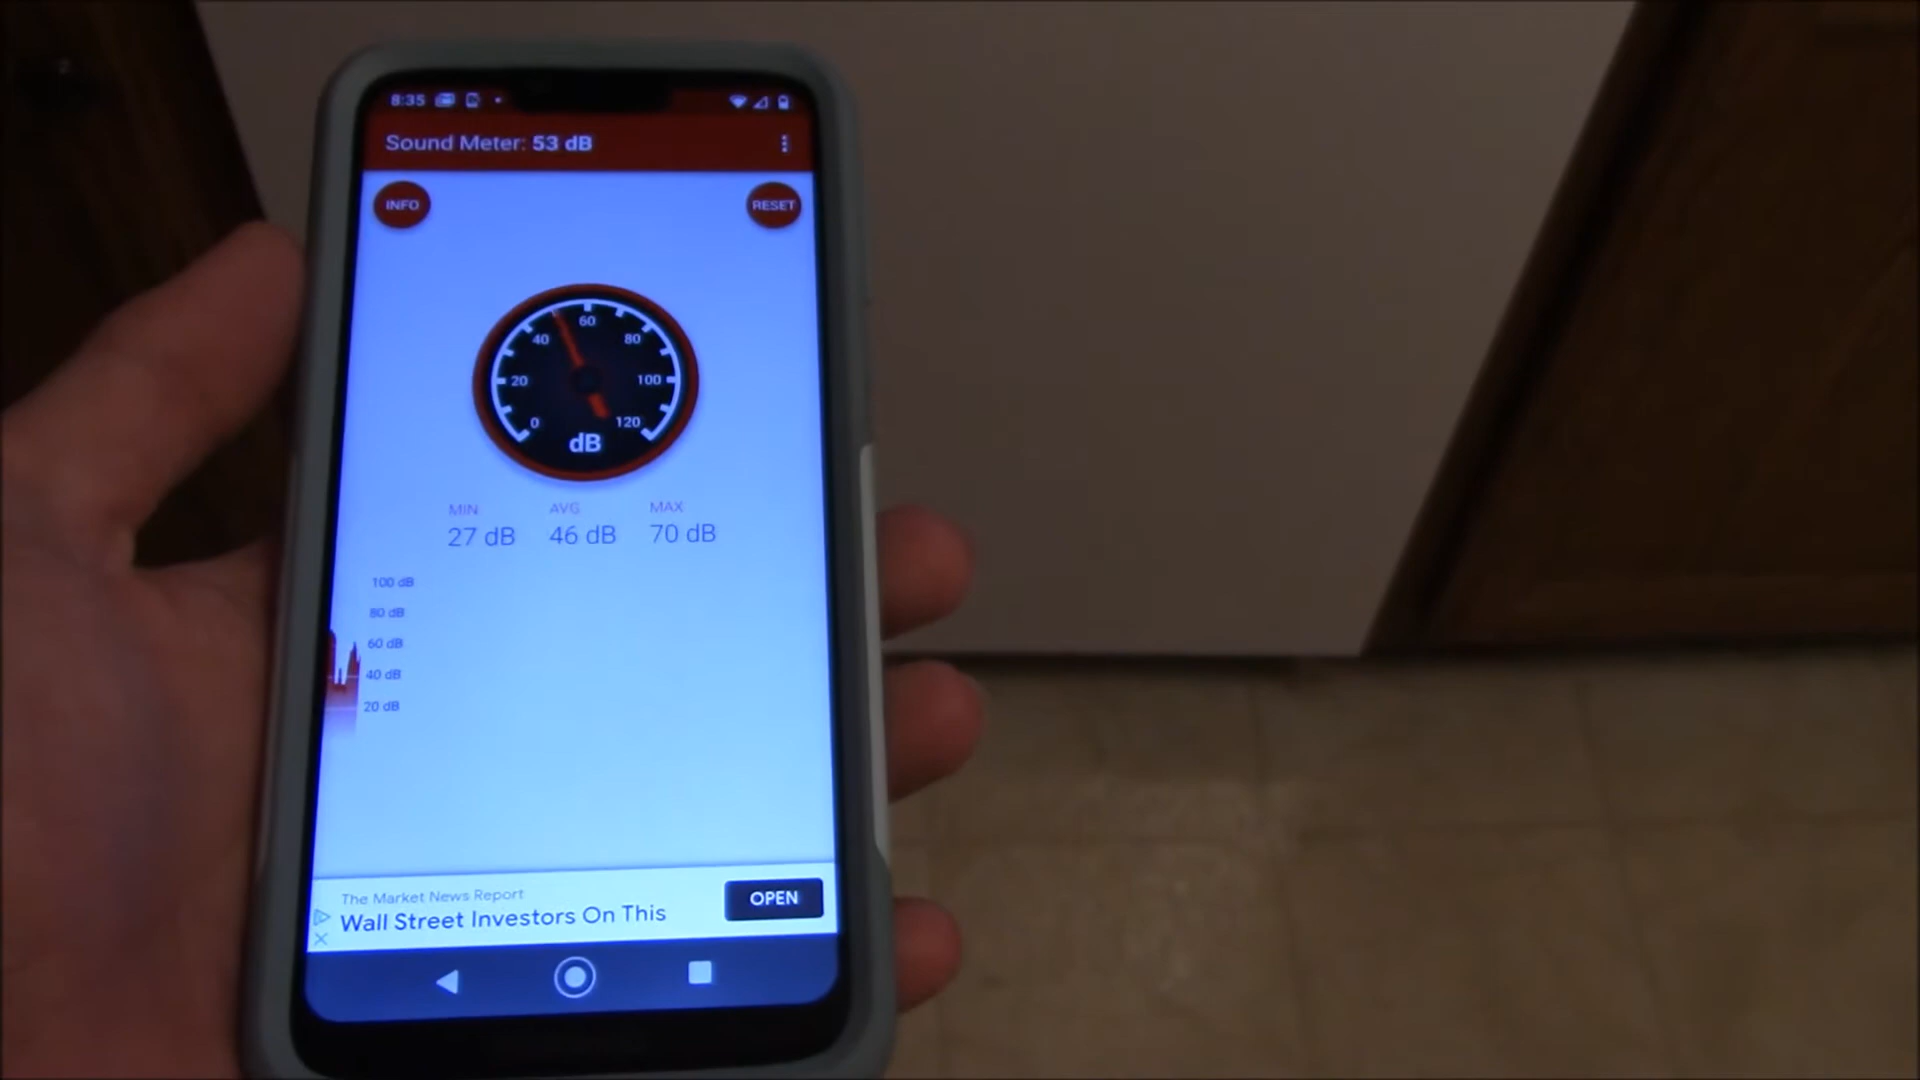 8:35
Sound Meter: 53 dB
INFO
RESET
60
40
80
20
100
0
120
dB
MIN AVG MAX
27 dB 46 dB 70 dB
100 dB
80 dB
60 dB
40 dB
20 dB
The Market News Report
Wall Street Investors On This
OPEN